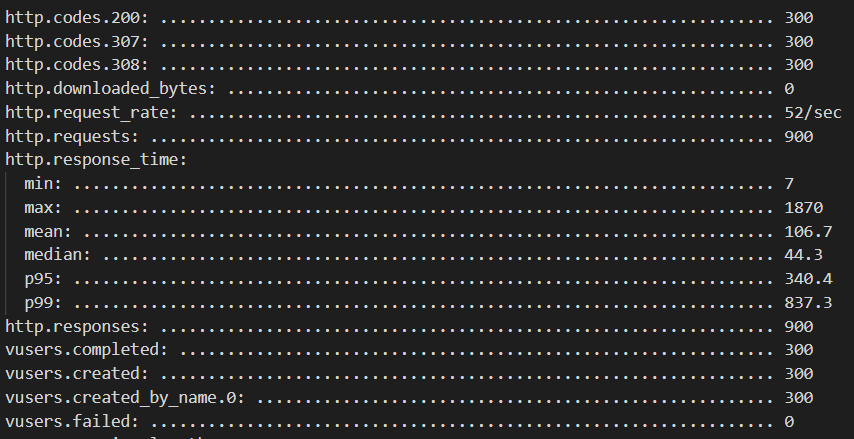 http.codes.200: ................................................................ 300
http.codes.307: ................................................................ 300
http.codes.308: ................................................................ 300
http.downloaded_bytes: ......................................................... 0
http.request_rate: ............................................................. 52/sec
http.requests: ................................................................. 900
http.response_time:
  min: ......................................................................... 7
  max: ......................................................................... 1870
  mean: ........................................................................ 106.7
  median: ...................................................................... 44.3
  p95: ......................................................................... 340.4
  p99: ......................................................................... 837.3
http.responses: ................................................................ 900
vusers.completed: .............................................................. 300
vusers.created: ................................................................ 300
vusers.created_by_name.0: ...................................................... 300
vusers.failed: ................................................................. 0